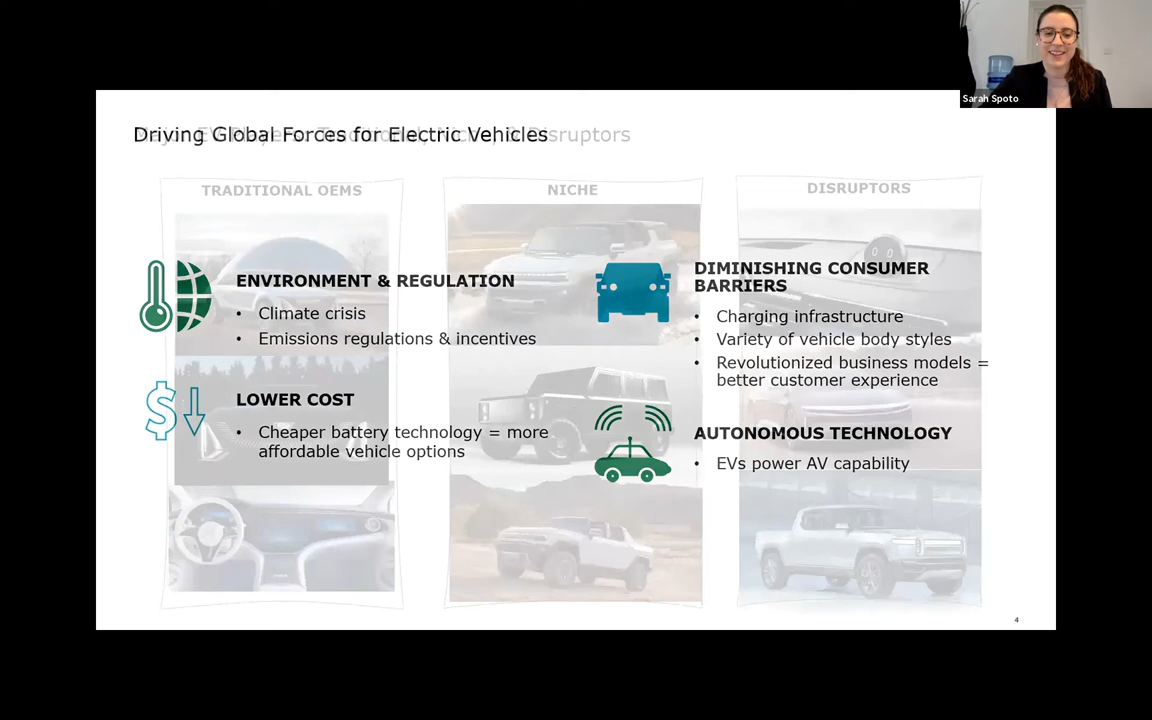 Sarah Spoto
Driving Global Forces for Electric Vehicles
Disruptors
TRADITIONAL OEMS
NICHE
DISRUPTORS
ENVIRONMENT & REGULATION
• Climate crisis
• Emissions regulations & incentives
LOWER COST
• Cheaper battery technology = more
affordable vehicle options
DIMINISHING CONSUMER
BARRIERS
• Charging infrastructure
• Variety of vehicle body styles
• Revolutionized business models =
better customer experience
AUTONOMOUS TECHNOLOGY
• EVs power AV capability
4